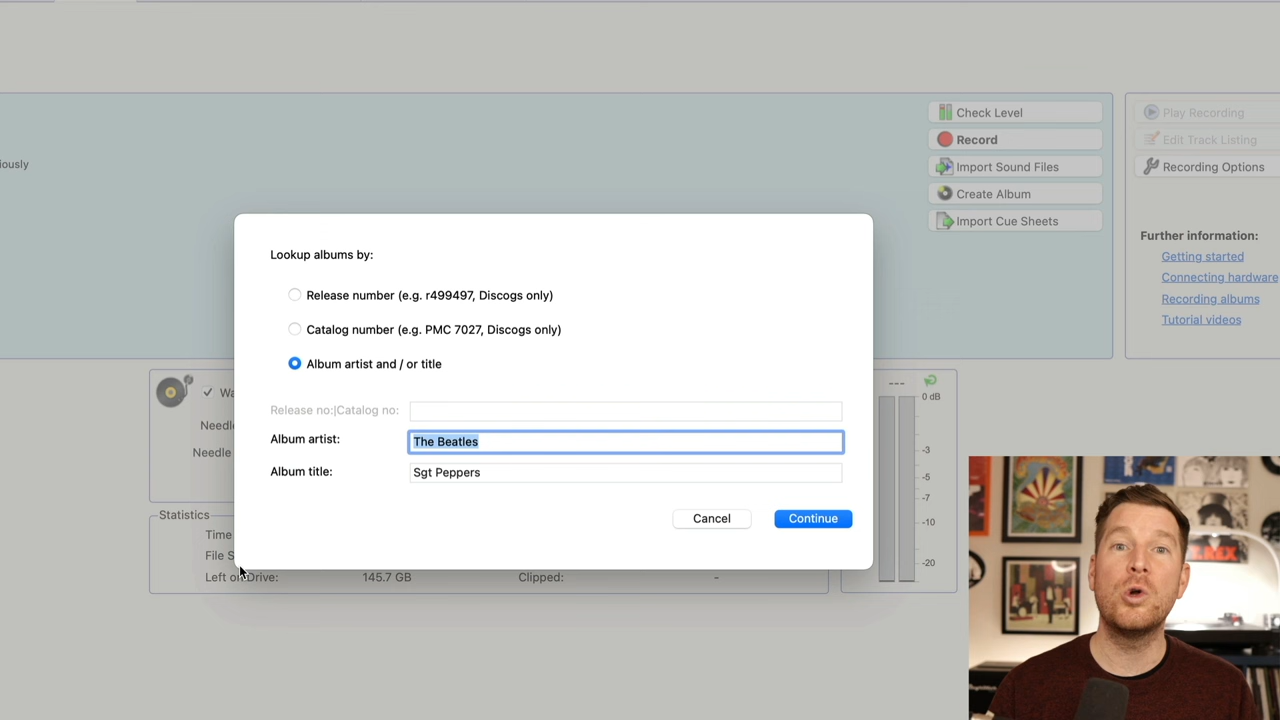 iously
Check Level
Record
Import Sound Files
Create Album
Import Cue Sheets
Play Recording
Edit Track Listing
Recording Options
Further information:
Getting started
Connecting hardware
Recording albums
Tutorial videos
Lookup albums by:
Release number (e.g. r499497, Discogs only)
Catalog number (e.g. PMC 7027, Discogs only)
Album artist and / or title
Release no:|Catalog no:
Album artist: The Beatles
Album title: Sgt Peppers
Cancel Continue
Wa
Needl
Needle
Statistics
Time
File S
Left on Drive: 145.7 GB Clipped: -
---
0 dB
-3
-5
-7
-10
-20
T.REX